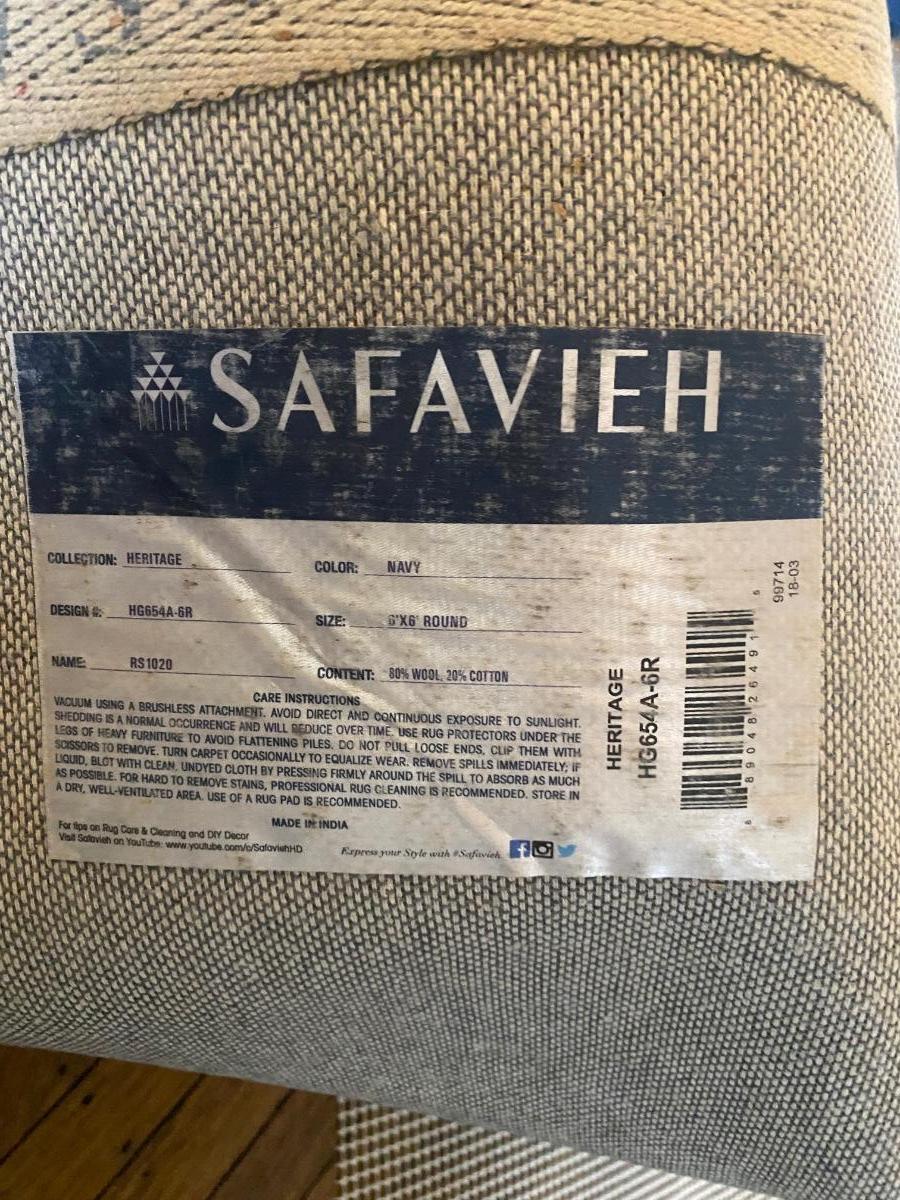 SAFAVIEH
COLLECTION: HERITAGE
COLOR: NAVY
DESIGN #: HG654A-6R
SIZE: 6'X6' ROUND
NAME: RS1020
CONTENT: 80% WOOL, 20% COTTON
CARE INSTRUCTIONS
VACUUM USING A BRUSHLESS ATTACHMENT. AVOID DIRECT AND CONTINUOUS EXPOSURE TO SUNLIGHT.
SHEDDING IS A NORMAL OCCURRENCE AND WILL REDUCE OVER TIME. USE RUG PROTECTORS UNDER THE
LEGS OF HEAVY FURNITURE TO AVOID FLATTENING PILES. DO NOT PULL LOOSE ENDS, CLIP THEM WITH
SCISSORS TO REMOVE. TURN CARPET OCCASIONALLY TO EQUALIZE WEAR. REMOVE SPILLS IMMEDIATELY; IF
LIQUID, BLOT WITH CLEAN, UNDYED CLOTH BY PRESSING FIRMLY AROUND THE SPILL TO ABSORB AS MUCH
AS POSSIBLE. FOR HARD TO REMOVE STAINS, PROFESSIONAL RUG CLEANING IS RECOMMENDED. STORE IN
A DRY, WELL-VENTILATED AREA. USE OF A RUG PAD IS RECOMMENDED.
MADE IN INDIA
For tips on Rug Care & Cleaning and DIY Decor
Visit Safavieh on YouTube: www.youtube.com/c/SafaviehHD
Express your Style with #Safavieh
HERITAGE
HG654A-6R
6 89048 26491 5
99714
18-03